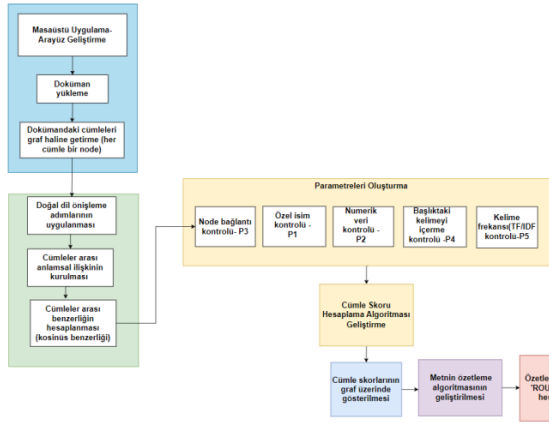 Masaüstü Uygulama-
Arayüz Geliştirme
Doküman
yükleme
Dokümandaki cümleleri
graf haline getirme (her
cümle bir node)
Doğal dil önişleme
adımlarının
uygulanması
Cümleler arası
anlamsal ilişkinin
kurulması
Cümleler arası
benzerliğin
hesaplanması
(kosinüs benzerliği)
Parametreleri Oluşturma
Node bağlantı
kontrolü- P3
Özel isim
kontrolü -
P1
Numerik
veri
kontrolü -
P2
Başlıktaki
kelimeyi
içerme
kontrolü -P4
Kelime
frekansı(TF/IDF
kontrolü-P5
Cümle Skoru
Hesaplama Algoritması
Geliştirme
Cümle skorlarının
graf üzerinde
gösterilmesi
Metnin özetleme
algoritmasının
geliştirilmesi
Özetle
'ROU
hes